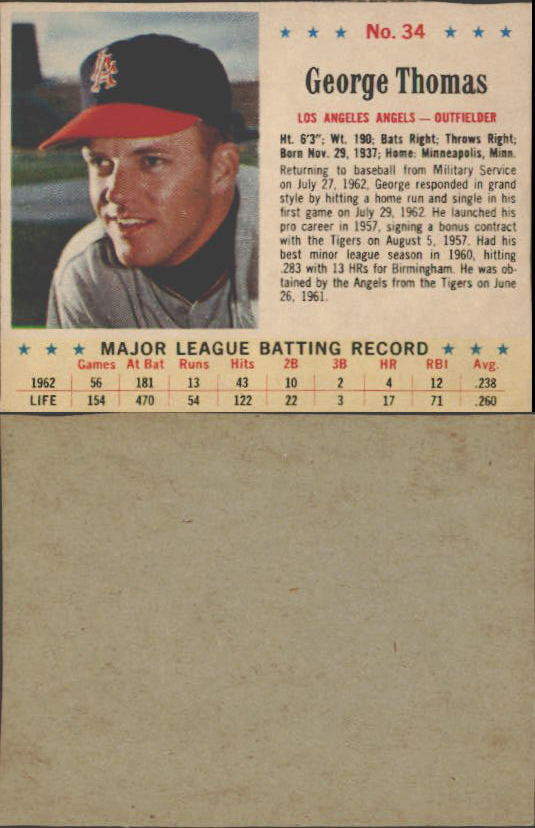 LA
★ ★ ★ No. 34 ★ ★ ★
George Thomas
LOS ANGELES ANGELS — OUTFIELDER
Ht. 6'3"; Wt. 190; Bats Right; Throws Right;
Born Nov. 29, 1937; Home: Minneapolis, Minn.
Returning to baseball from Military Service
on July 27, 1962, George responded in grand
style by hitting a home run and single in his
first game on July 29, 1962. He launched his
pro career in 1957, signing a bonus contract
with the Tigers on August 5, 1957. Had his
best minor league season in 1960, hitting
.283 with 13 HRs for Birmingham. He was ob-
tained by the Angels from the Tigers on June
26, 1961.
★ ★ ★ MAJOR LEAGUE BATTING RECORD ★ ★ ★
Games At Bat Runs Hits 2B 3B HR RBI Avg.
1962 56 181 13 43 10 2 4 12 .238
LIFE 154 470 54 122 22 3 17 71 .260